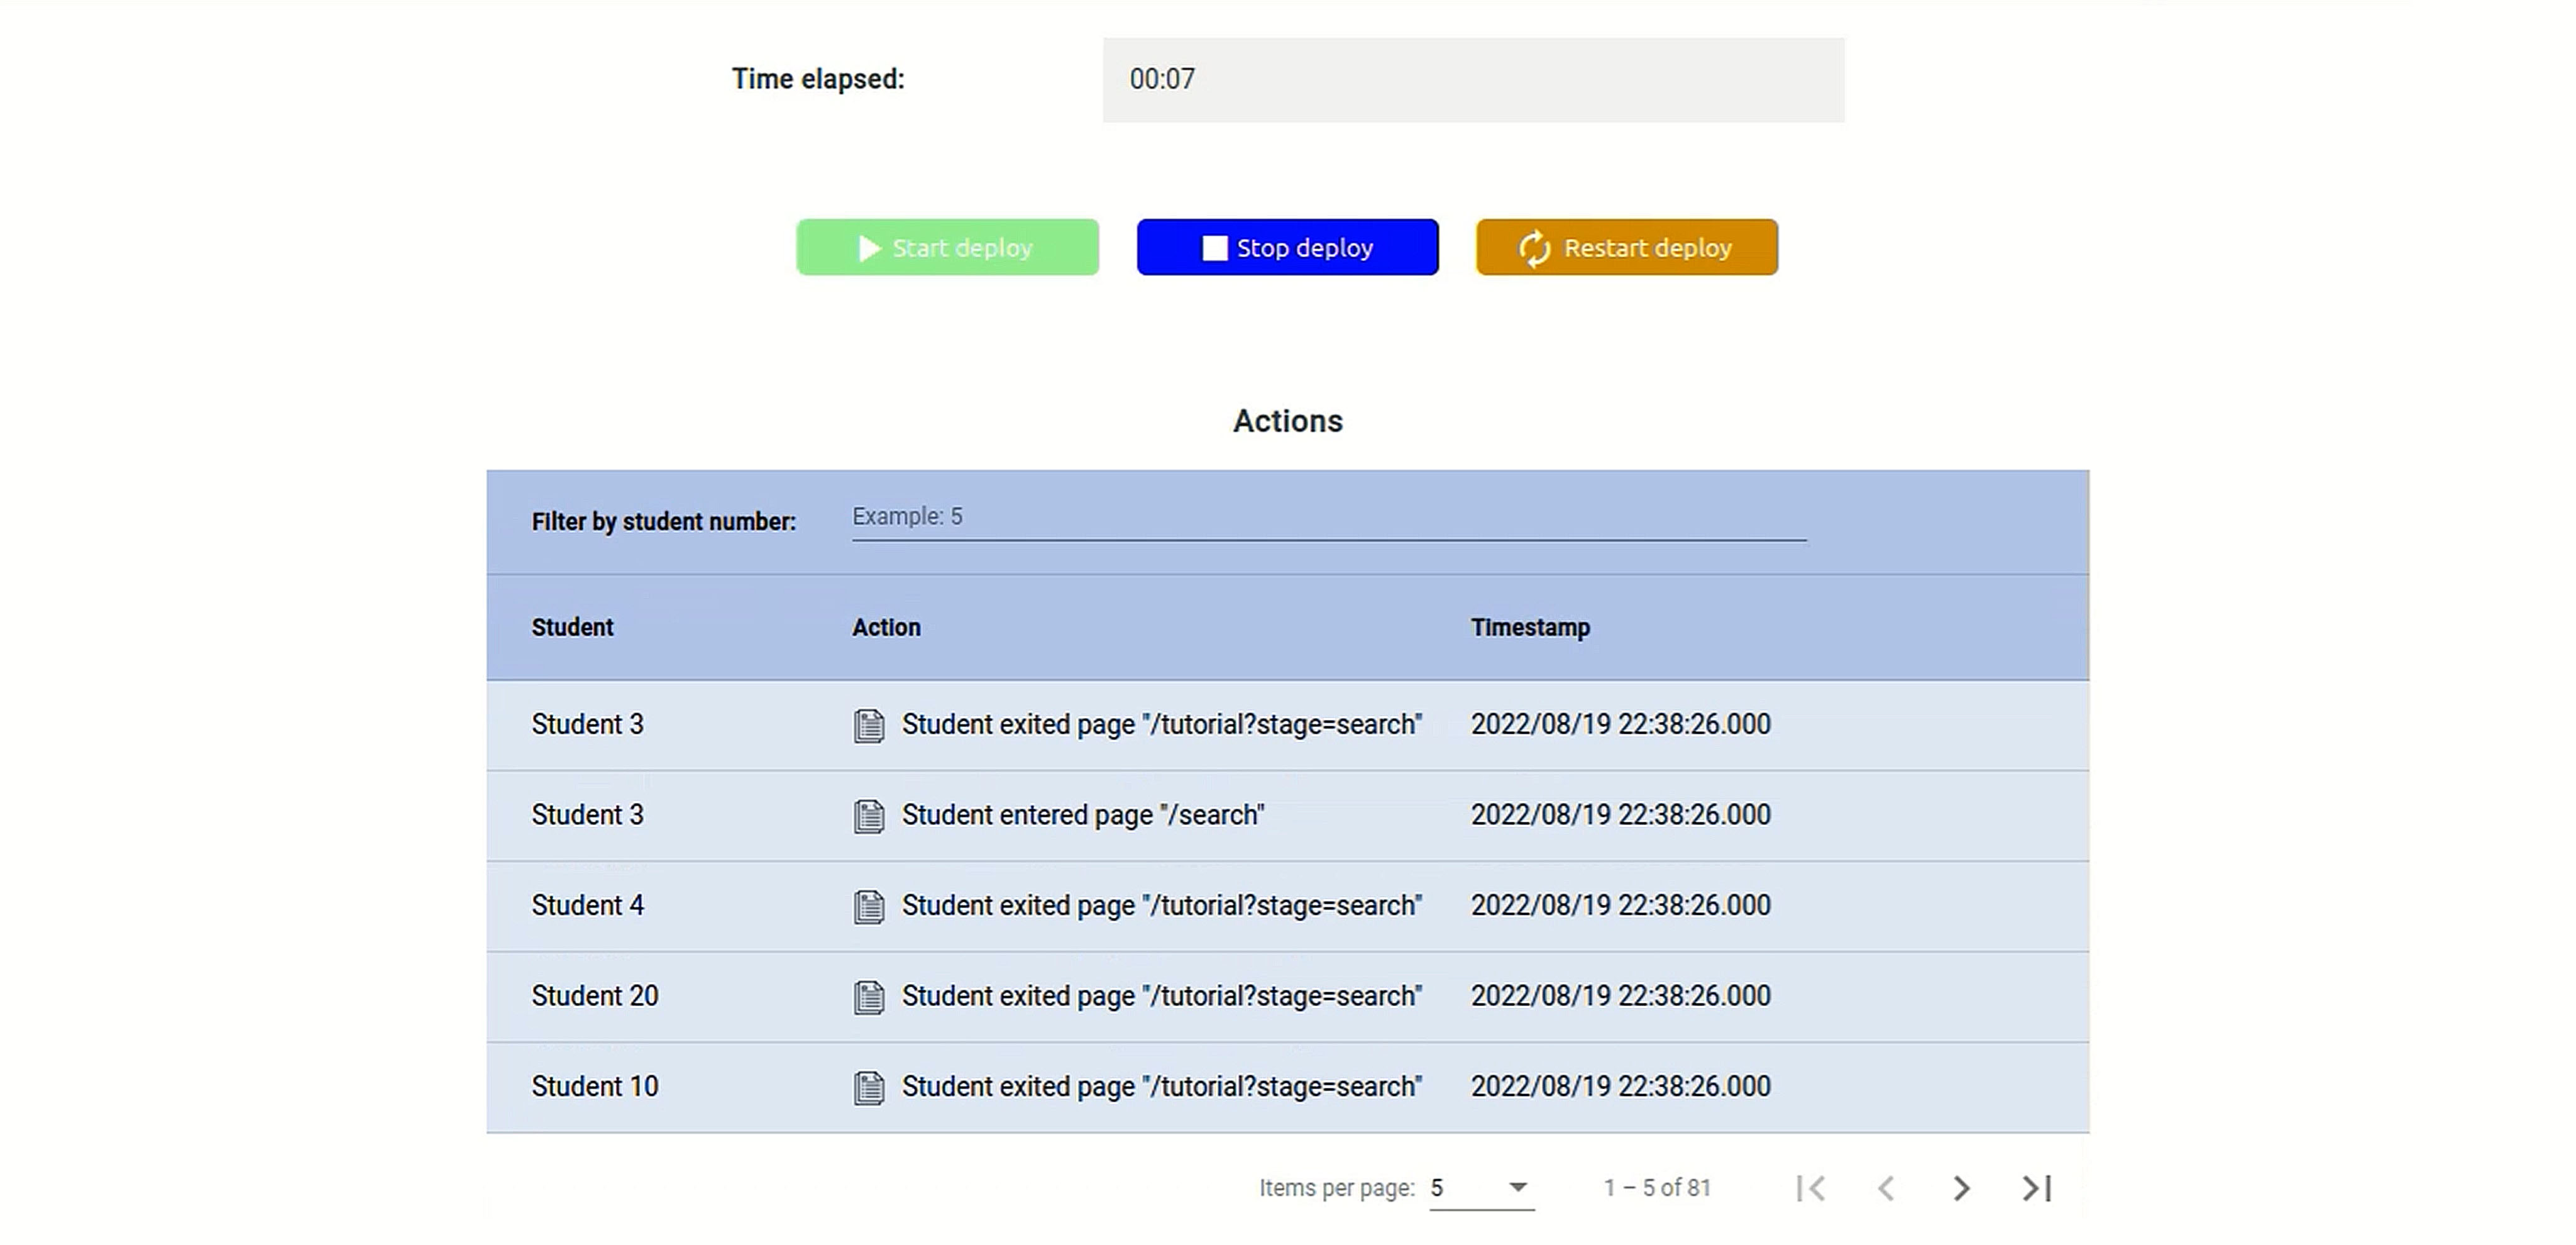 Time elapsed: 00:07
Start deploy Stop deploy Restart deploy
Actions
Filter by student number: Example: 5
Student Action Timestamp
Student 3 Student exited page "/tutorial?stage=search" 2022/08/19 22:38:26.000
Student 3 Student entered page "/search" 2022/08/19 22:38:26.000
Student 4 Student exited page "/tutorial?stage=search" 2022/08/19 22:38:26.000
Student 20 Student exited page "/tutorial?stage=search" 2022/08/19 22:38:26.000
Student 10 Student exited page "/tutorial?stage=search" 2022/08/19 22:38:26.000
Items per page: 5 1 – 5 of 81